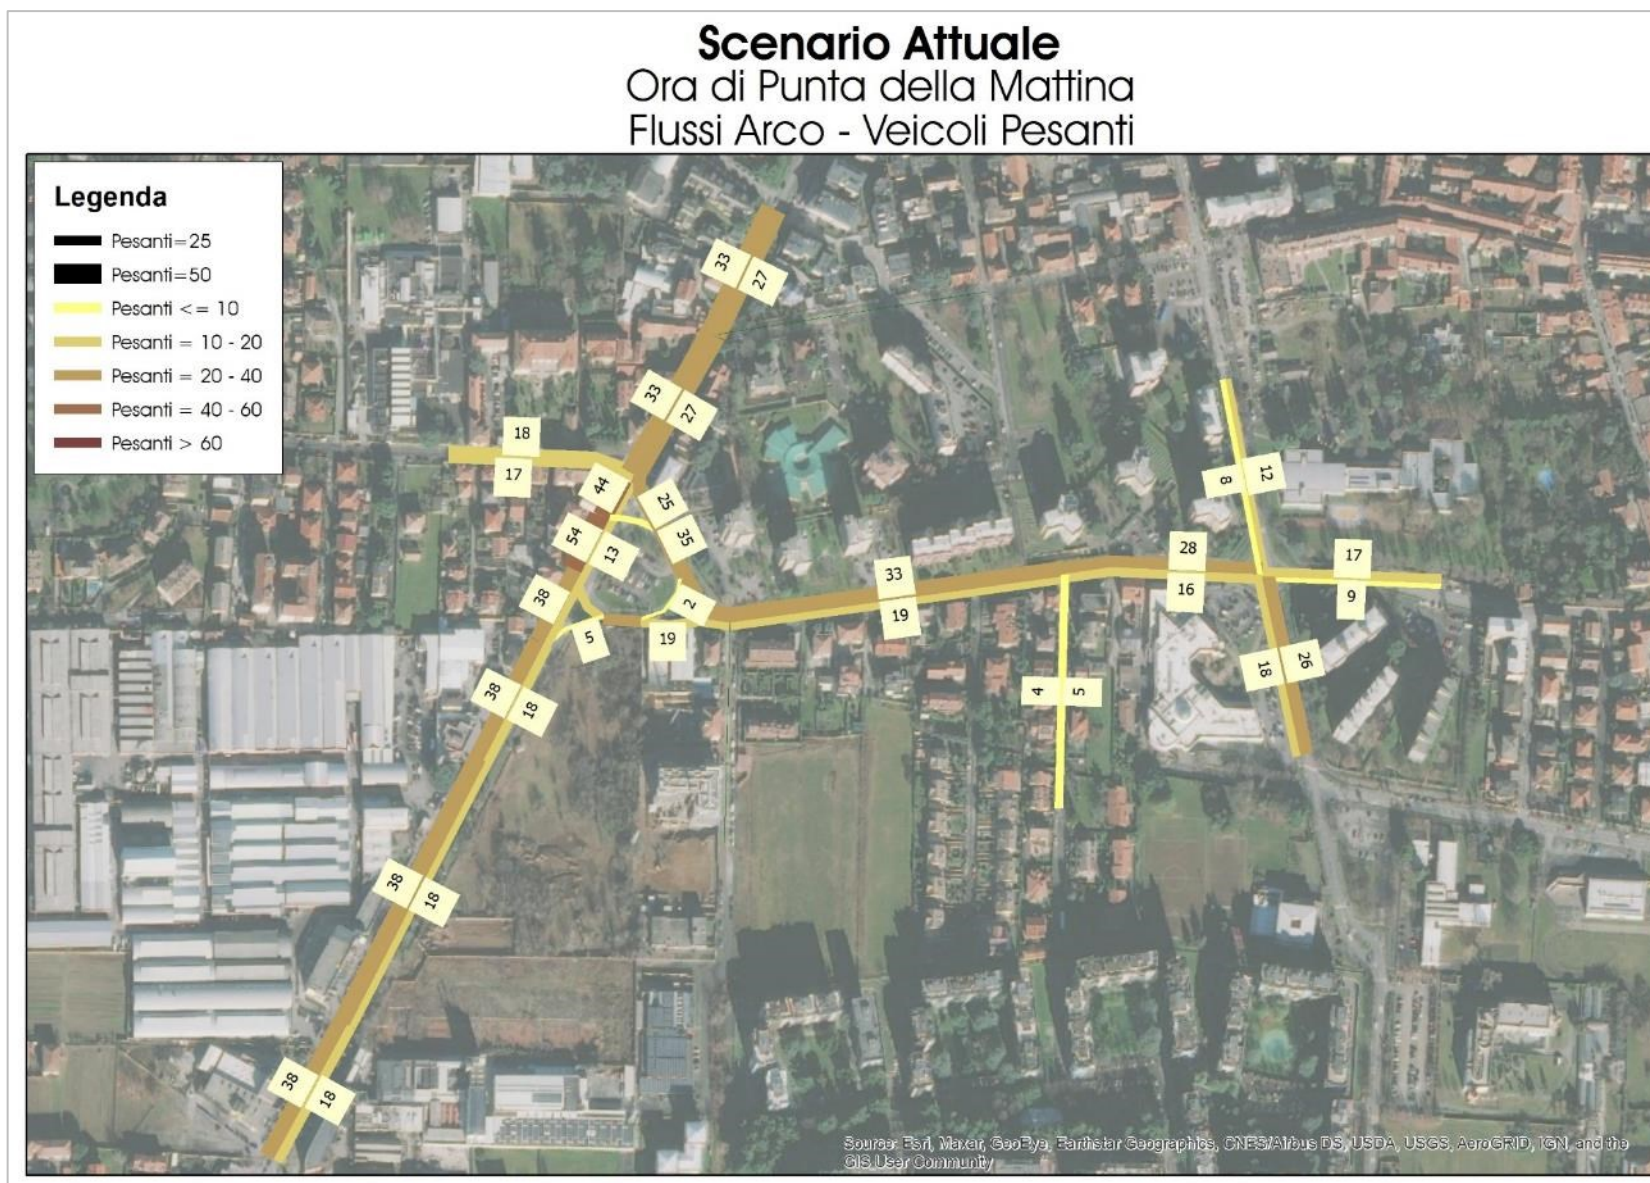 Scenario Attuale
Ora di Punta della Mattina
Flussi Arco - Veicoli Pesanti
Legenda
Pesanti=25
Pesanti=50
Pesanti <= 10
Pesanti = 10 - 20
Pesanti = 20 - 40
Pesanti = 40 - 60
Pesanti > 60
33
27
33
27
18
17
44
25
35
54
13
38
2
5
19
33
19
28
16
8
12
17
9
18
26
4
5
38
18
38
18
38
18
Source: Esri, Maxar, GeoEye, Earthstar Geographics, CNES/Airbus DS, USDA, USGS, AeroGRID, IGN, and the
GIS User Community